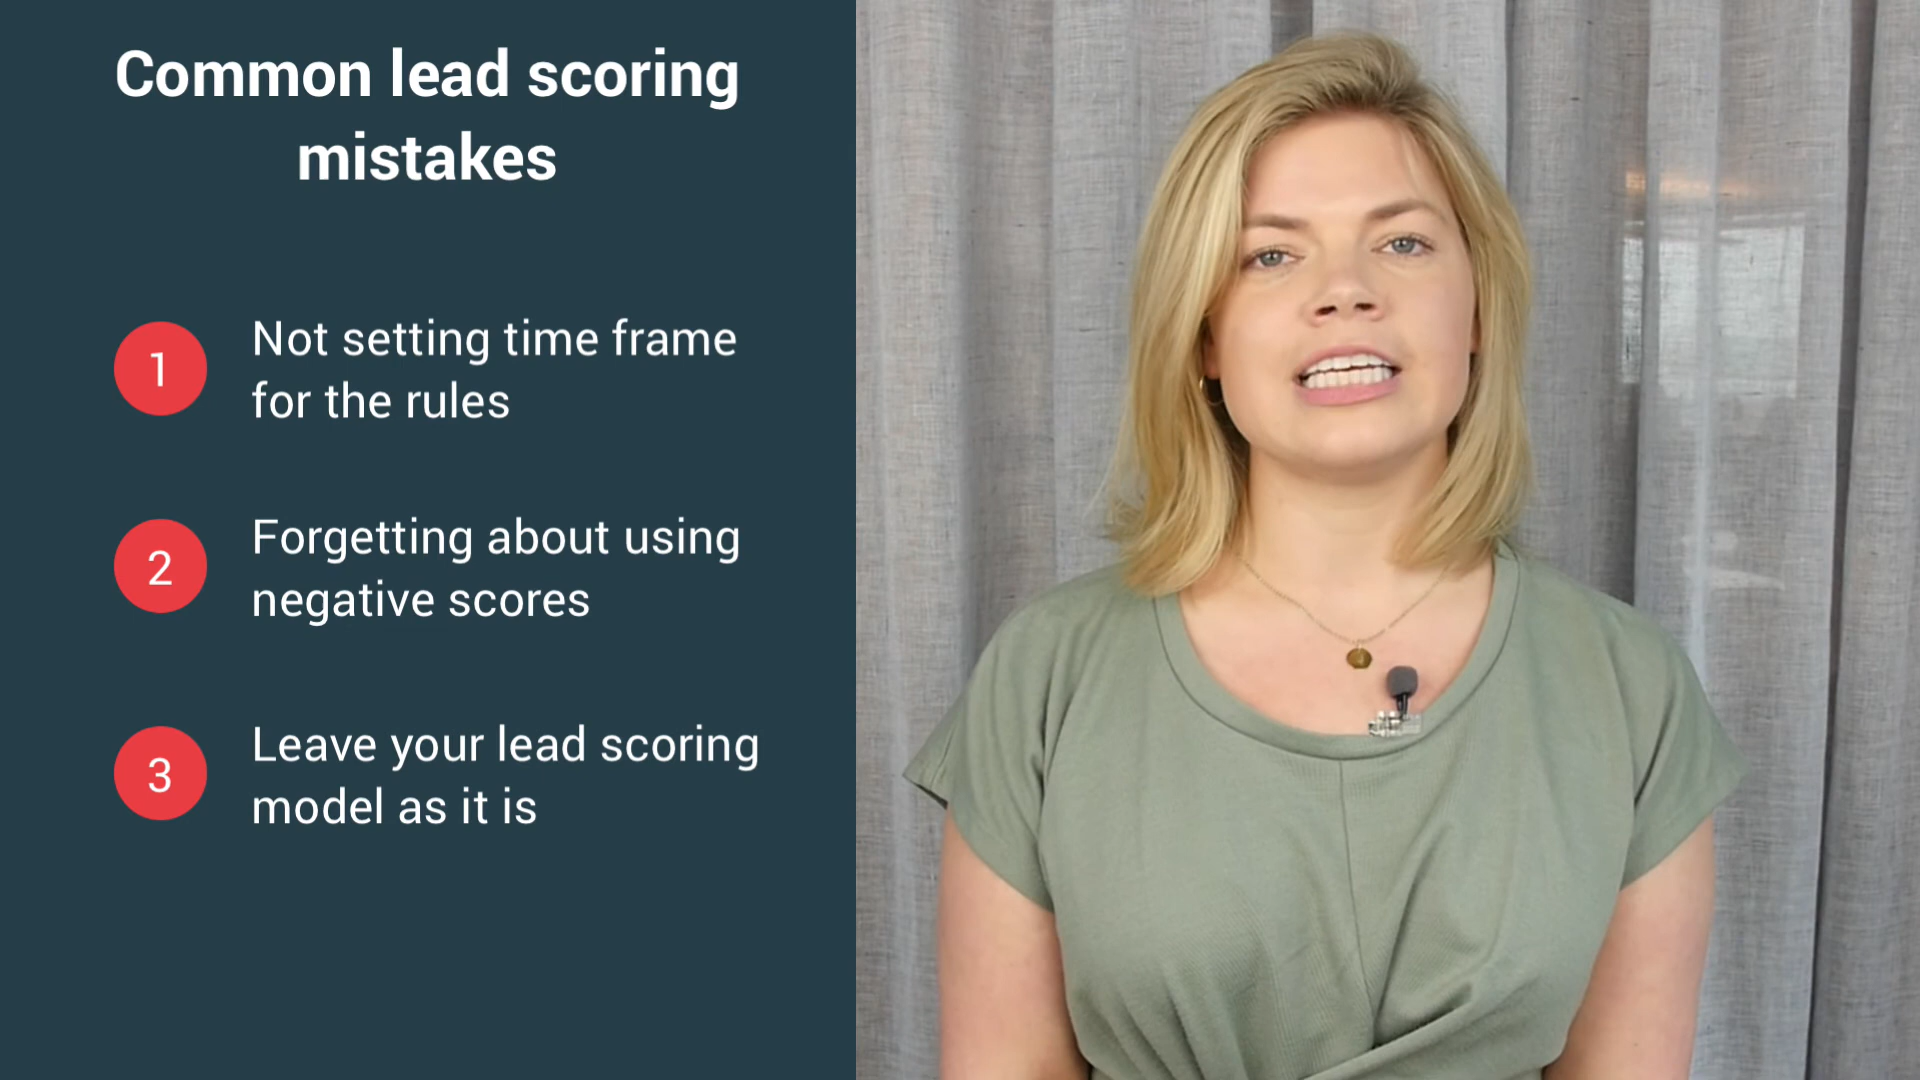 Common lead scoring
mistakes
1
Not setting time frame
for the rules
2
Forgetting about using
negative scores
3
Leave your lead scoring
model as it is